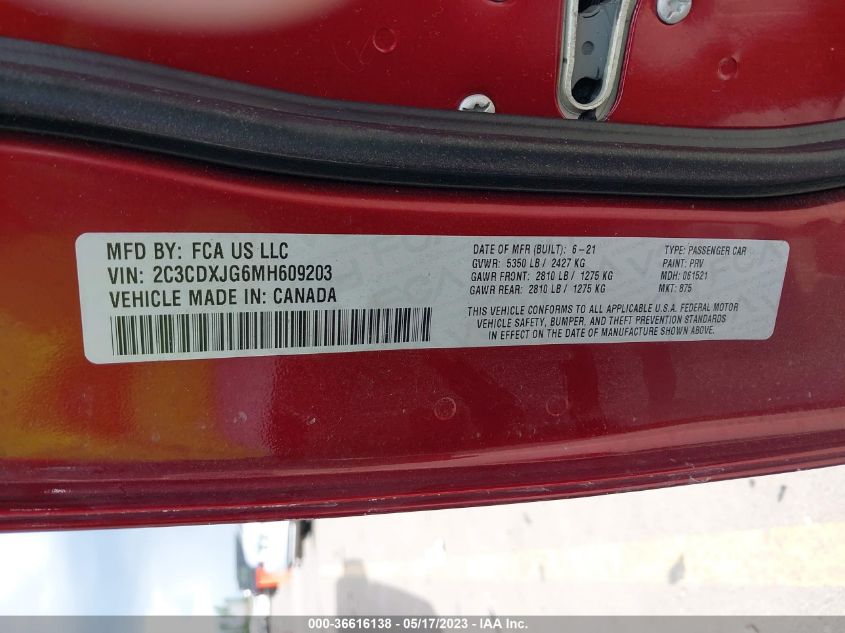 MFD BY: FCA US LLC
VIN: 2C3CDXJG6MH609203
VEHICLE MADE IN: CANADA
DATE OF MFR (BUILT): 6-21
GVWR: 5350 LB / 2427 KG
GAWR FRONT: 2810 LB / 1275 KG
GAWR REAR: 2810 LB / 1275 KG
TYPE: PASSENGER CAR
PAINT: PRV
MDH: 061521
MKT: 875
THIS VEHICLE CONFORMS TO ALL APPLICABLE U.S.A. FEDERAL MOTOR
VEHICLE SAFETY, BUMPER, AND THEFT PREVENTION STANDARDS
IN EFFECT ON THE DATE OF MANUFACTURE SHOWN ABOVE.
000-36616138 - 05/17/2023 - IAA Inc.